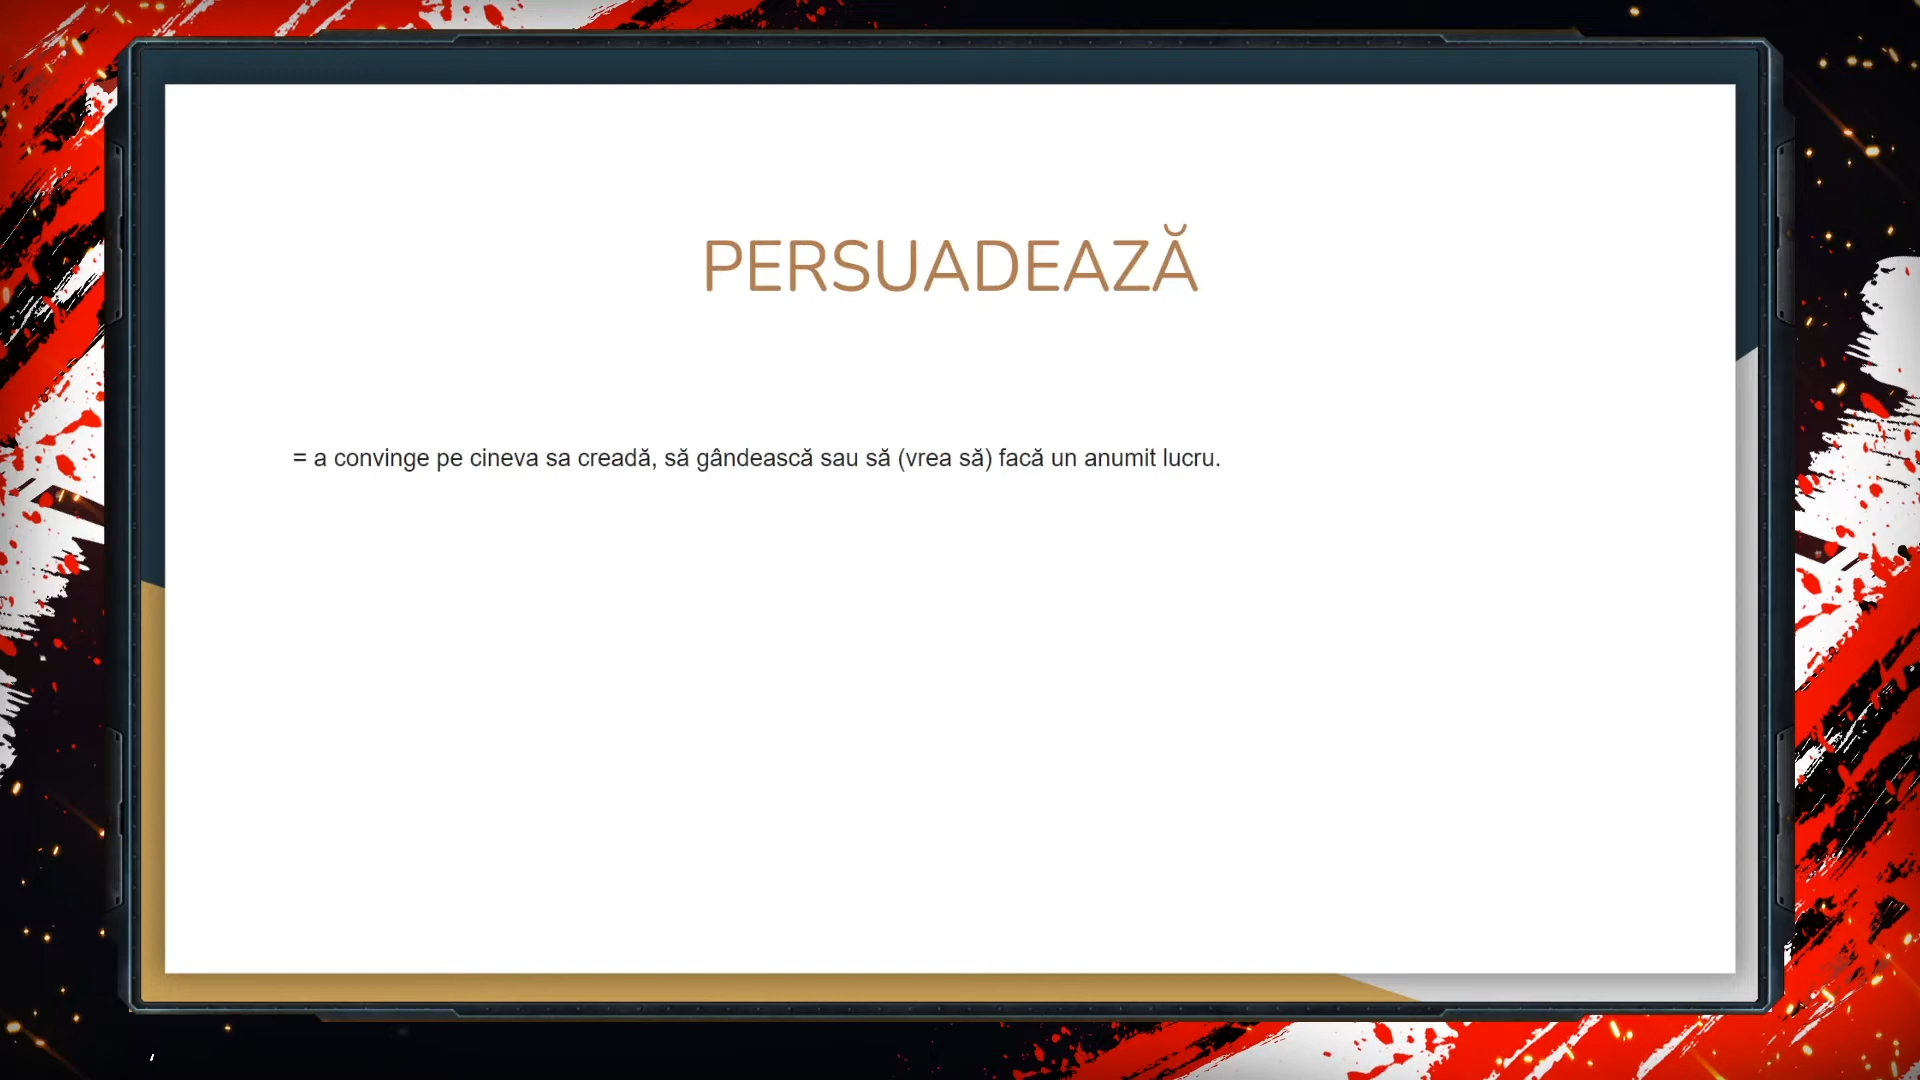 PERSUADEAZĂ
= a convinge pe cineva sa creadă, să gândească sau să (vrea să) facă un anumit lucru.